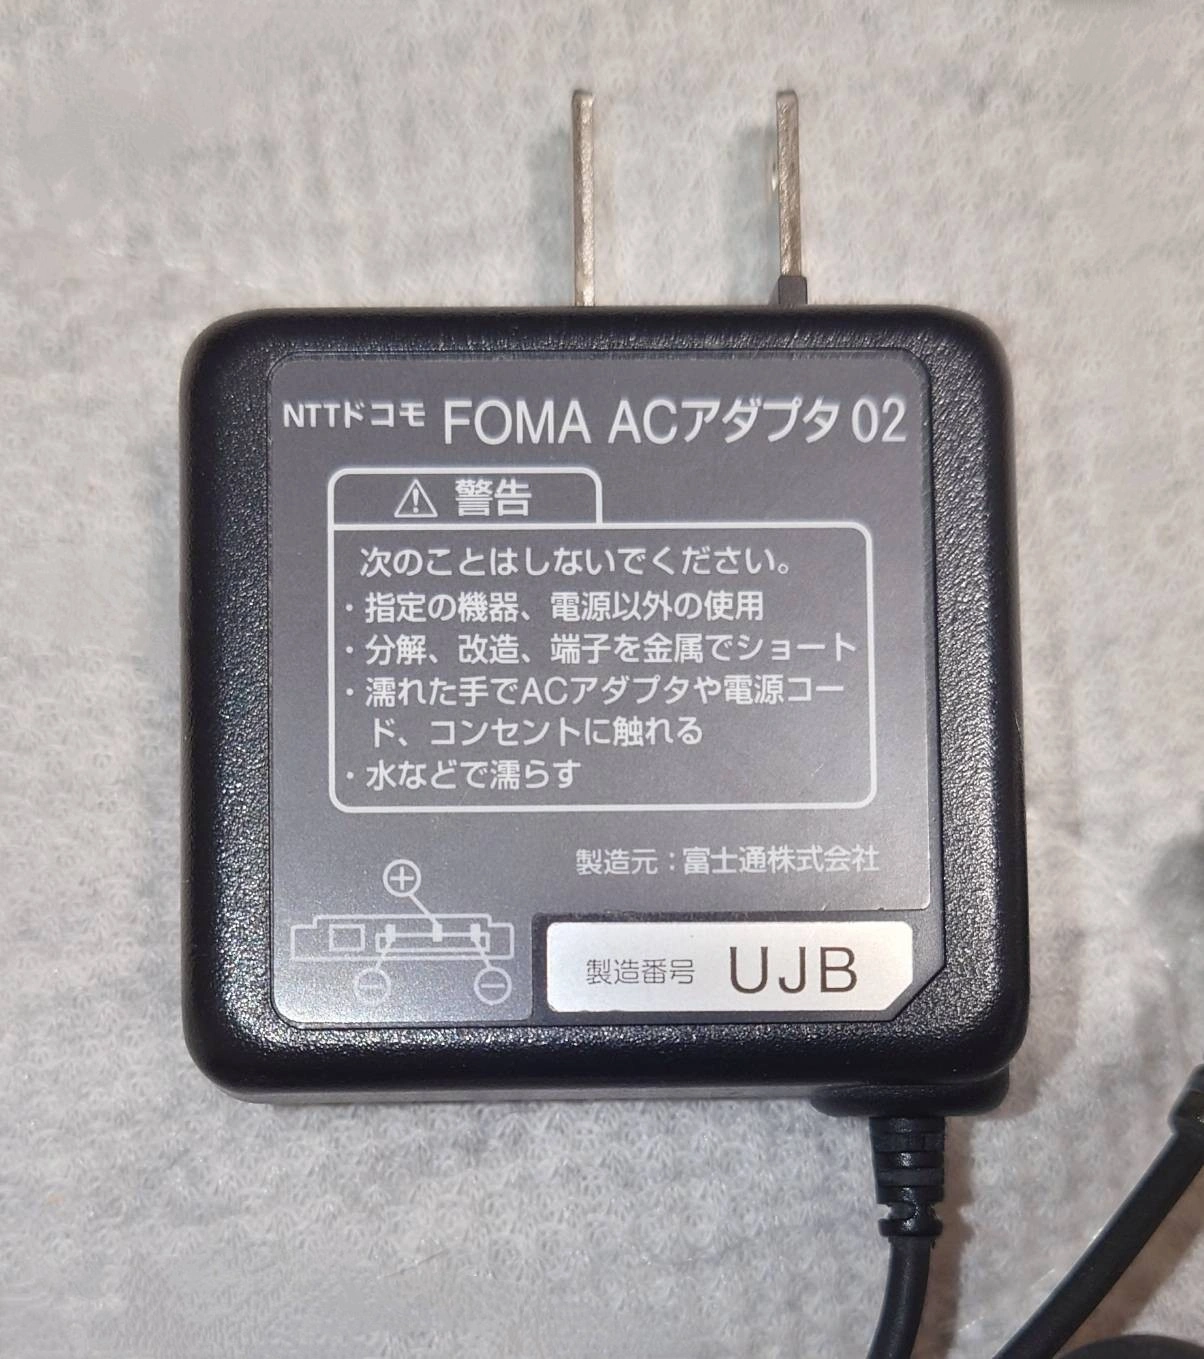 NTTドコモ FOMA ACアダプタ 02
⚠ 警告
次のことはしないでください。
・指定の機器、電源以外の使用
・分解、改造、端子を金属でショート
・濡れた手でACアダプタや電源コー
ド、コンセントに触れる
・水などで濡らす
製造元：富士通株式会社
製造番号 UJB